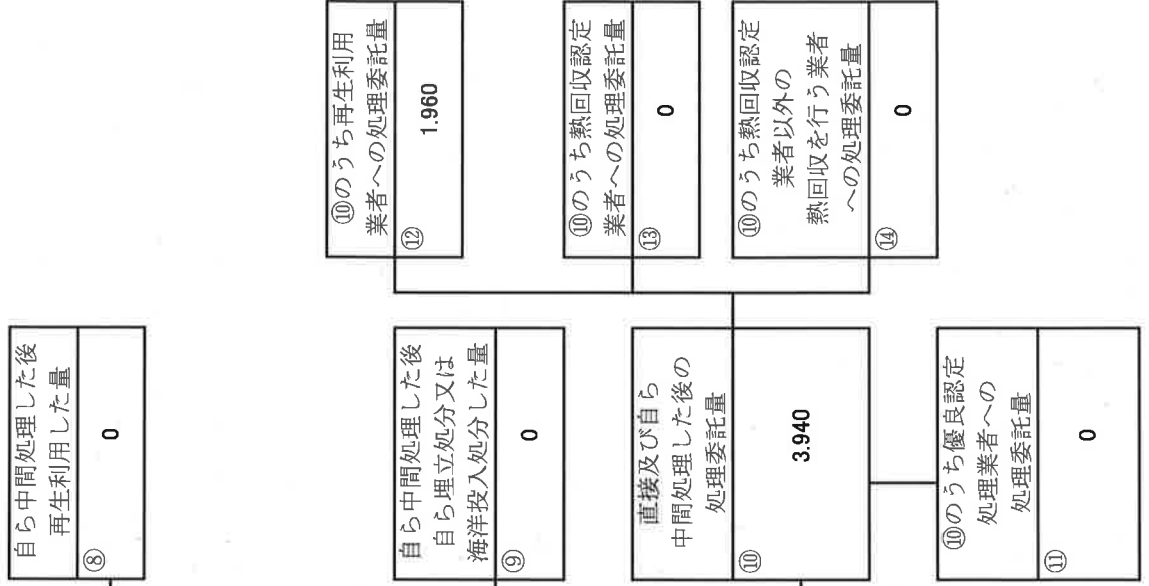 自ら中間処理した後
再生利用した量
⑧
0
自ら中間処理した後
自ら埋立処分又は
海洋投入処分した量
⑨
0
直接及び自ら
中間処理した後の
処理委託量
⑩
3.940
⑩のうち優良認定
処理業者への
処理委託量
⑪
0
⑩のうち再生利用
業者への処理委託量
⑫
1.960
⑩のうち熱回収認定
業者への処理委託量
⑬
0
⑩のうち熱回収認定
業者以外の
熱回収を行う業者
への処理委託量
⑭
0